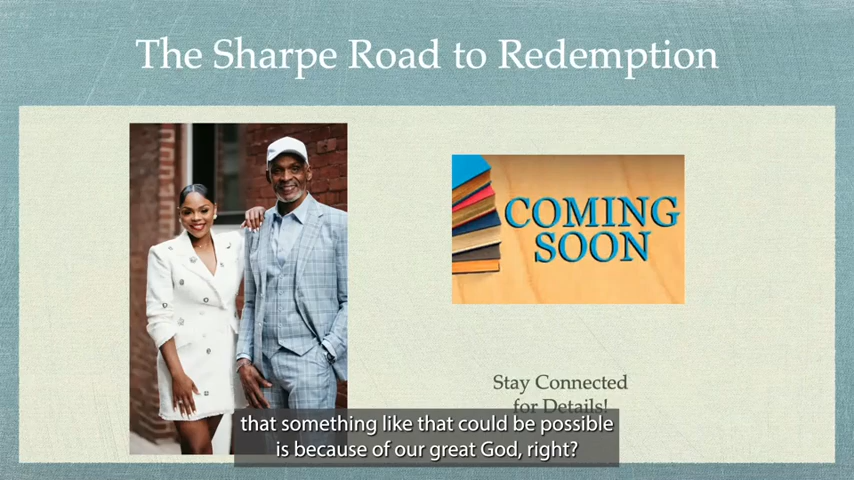 The Sharpe Road to Redemption
COMING
SOON
Stay Connected
for Details!
that something like that could be possible
is because of our great God, right?